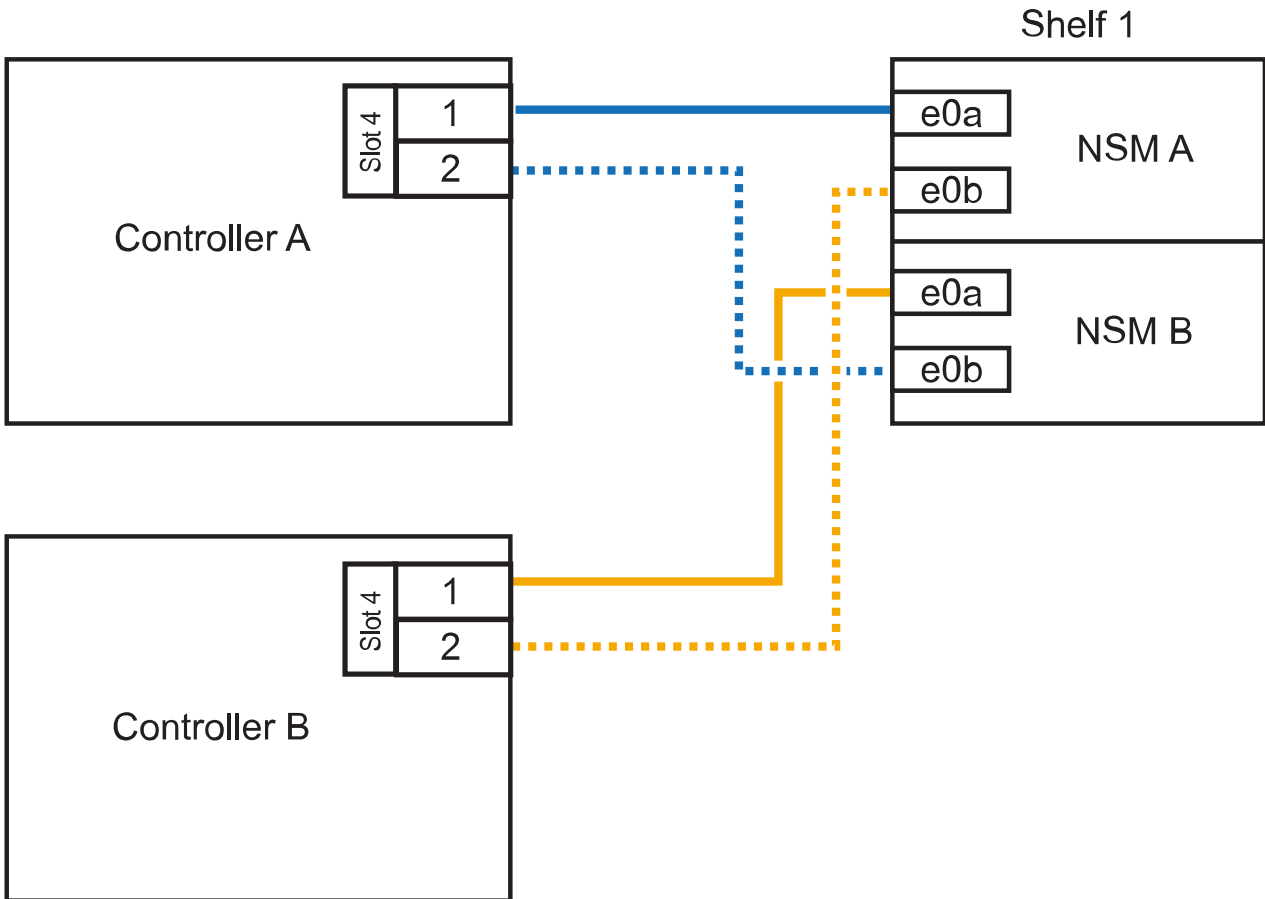 Shelf 1
Slot 4
1
2
Controller A
e0a
NSM A
e0b
e0a
NSM B
e0b
Slot 4
1
2
Controller B